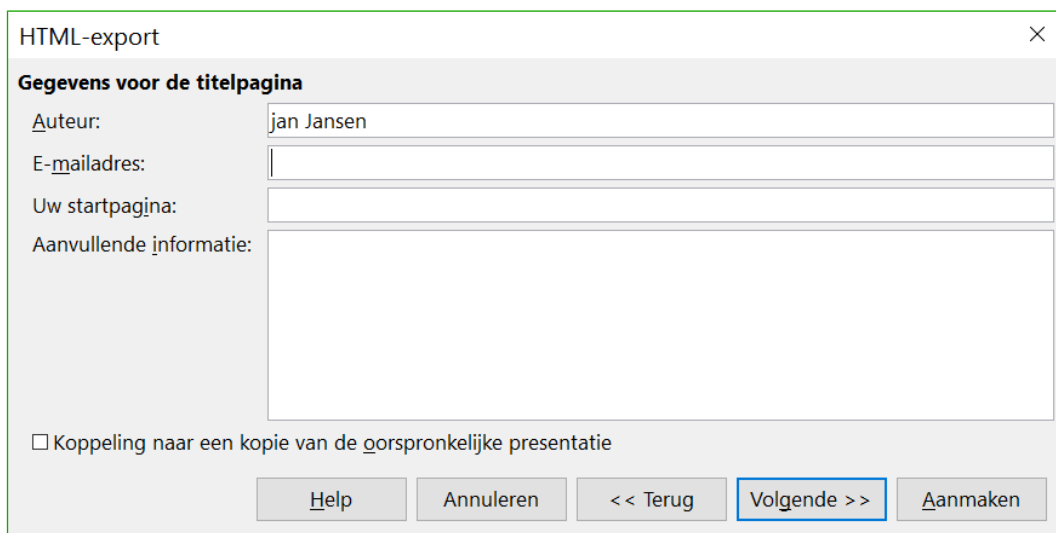 HTML-export
Gegevens voor de titelpagina
Auteur: jan Jansen
E-mailadres:
Uw startpagina:
Aanvullende informatie:
Koppeling naar een kopie van de oorspronkelijke presentatie
Help Annuleren << Terug Volgende >> Aanmaken